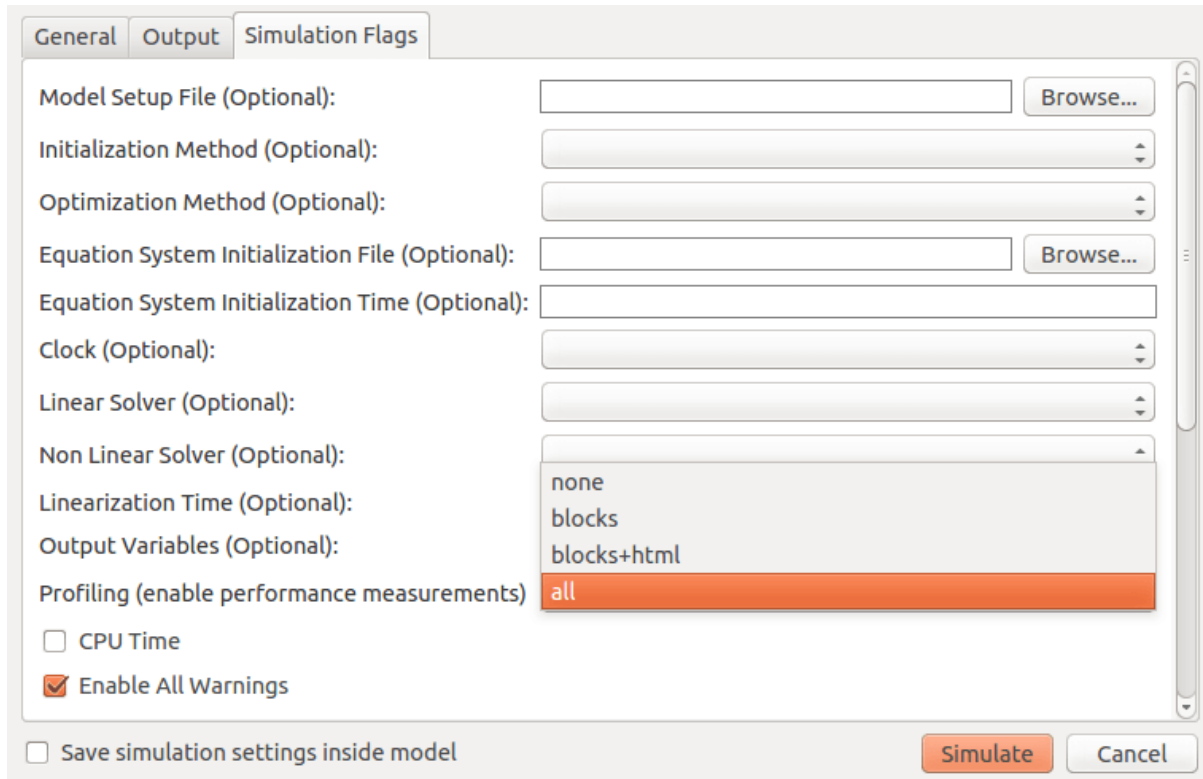 General Output Simulation Flags
Model Setup File (Optional): Browse...
Initialization Method (Optional):
Optimization Method (Optional):
Equation System Initialization File (Optional): Browse...
Equation System Initialization Time (Optional):
Clock (Optional):
Linear Solver (Optional):
Non Linear Solver (Optional):
none
Linearization Time (Optional):
blocks
Output Variables (Optional):
blocks+html
Profiling (enable performance measurements) all
CPU Time
Enable All Warnings
Save simulation settings inside model Simulate Cancel